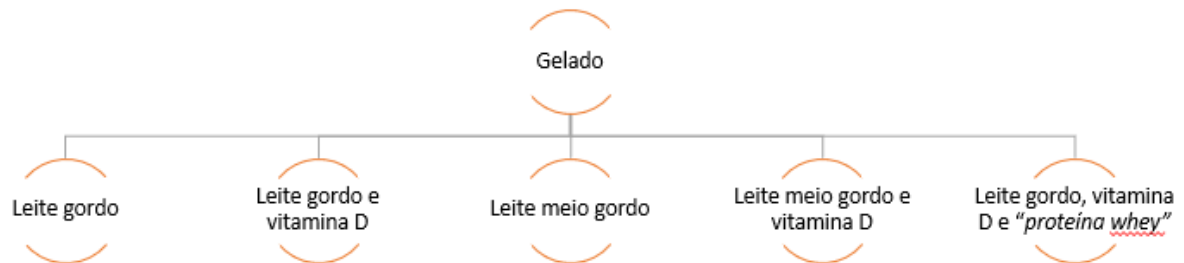 Gelado
Leite gordo
Leite gordo e
vitamina D
Leite meio gordo
Leite meio gordo e
vitamina D
Leite gordo, vitamina
D e “proteína whey”